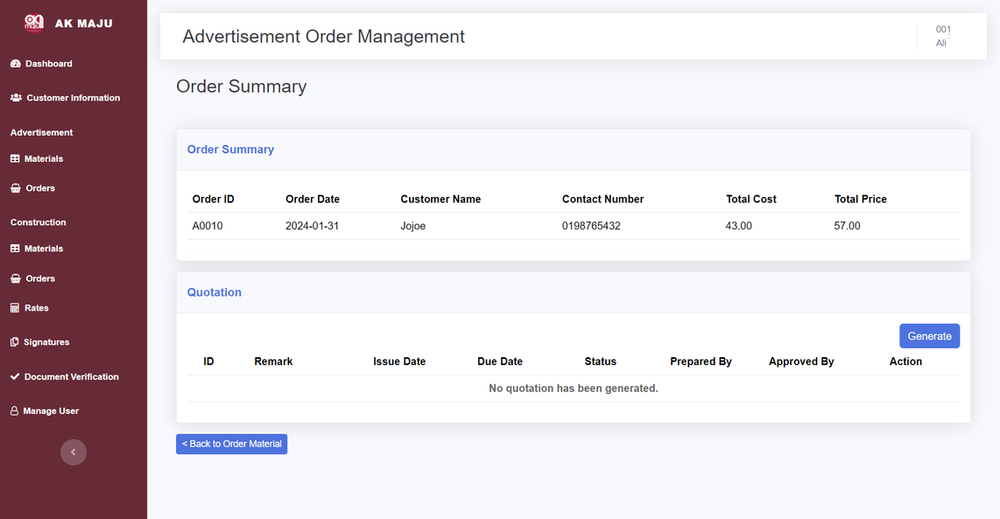 AK MAJU
Dashboard
Customer Information
Advertisement
Materials
Orders
Construction
Materials
Orders
Rates
Signatures
Document Verification
Manage User
Advertisement Order Management
001
Ali
Order Summary
Order Summary
Order ID Order Date Customer Name Contact Number Total Cost Total Price
A0010 2024-01-31 Jojoe 0198765432 43.00 57.00
Quotation
Generate
ID Remark Issue Date Due Date Status Prepared By Approved By Action
No quotation has been generated.
< Back to Order Material